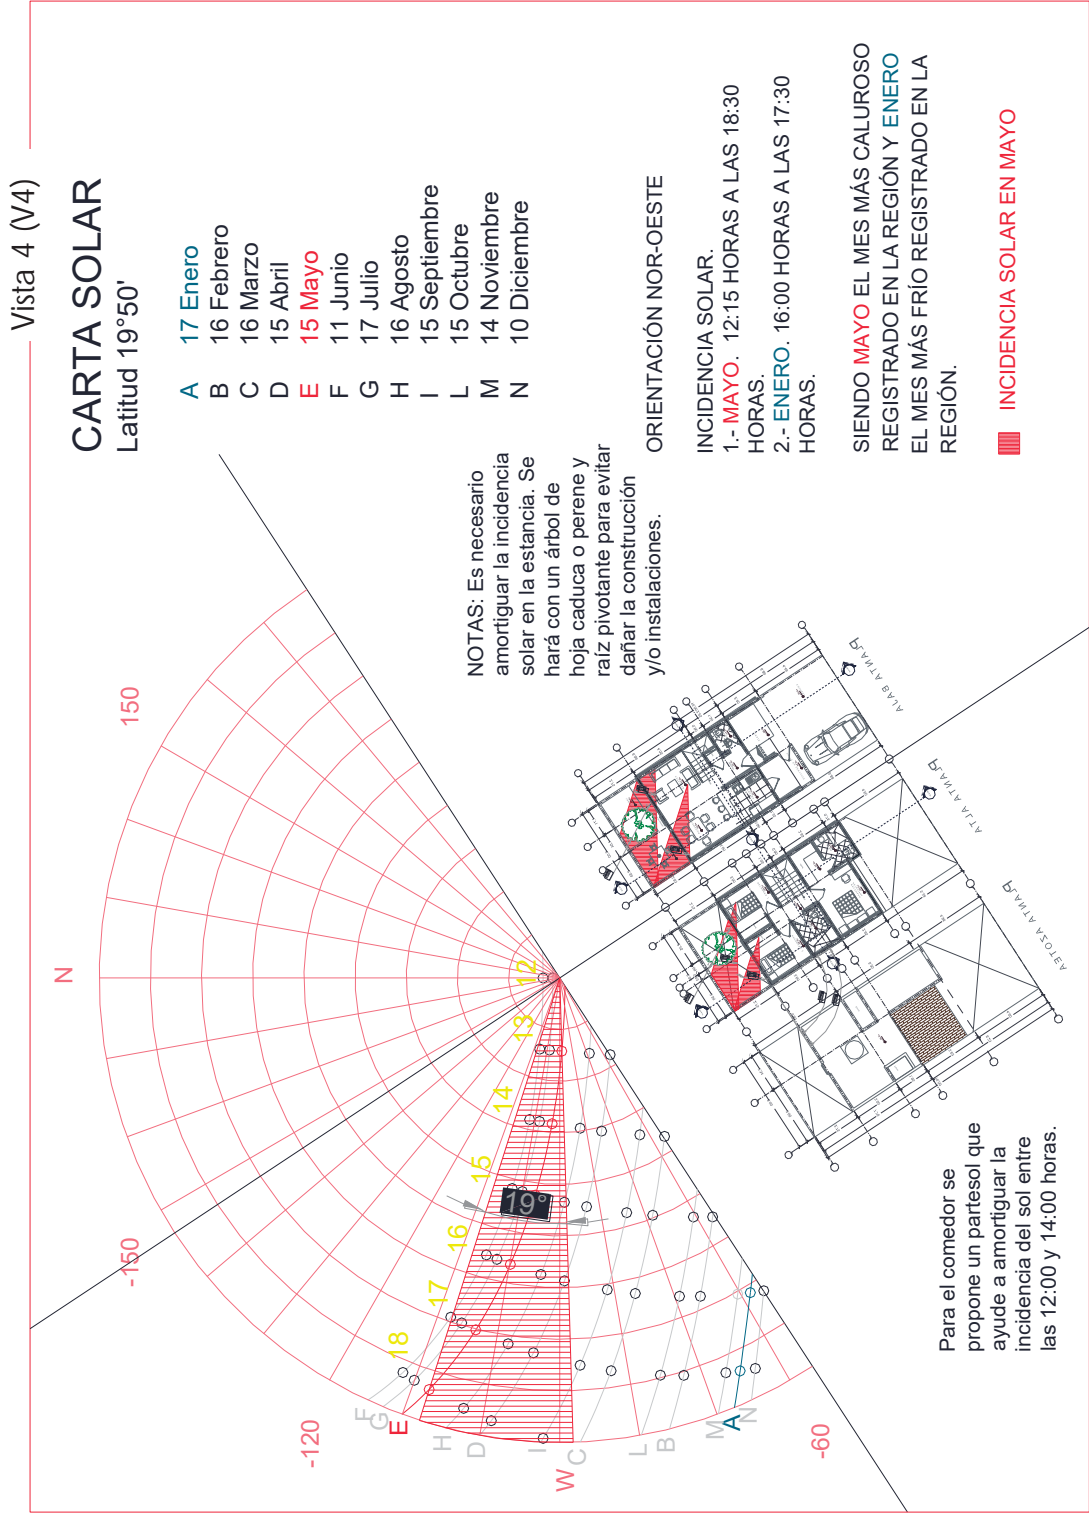 Vista 4 (V4)
CARTA SOLAR
Latitud 19°50'
A 17 Enero
B 16 Febrero
C 16 Marzo
D 15 Abril
E 15 Mayo
F 11 Junio
G 17 Julio
H 16 Agosto
I 15 Septiembre
L 15 Octubre
M 14 Noviembre
N 10 Diciembre
NOTAS: Es necesario
amortiguar la incidencia
solar en la estancia. Se
hará con un árbol de
hoja caduca o perene y
raíz pivotante para evitar
dañar la construcción
y/o instalaciones.
ORIENTACIÓN NOR-OESTE
INCIDENCIA SOLAR.
1.- MAYO. 12:15 HORAS A LAS 18:30
HORAS.
2.- ENERO. 16:00 HORAS A LAS 17:30
HORAS.
SIENDO MAYO EL MES MÁS CALUROSO
REGISTRADO EN LA REGIÓN Y ENERO
EL MES MÁS FRÍO REGISTRADO EN LA
REGIÓN.
INCIDENCIA SOLAR EN MAYO
N
150
-150
-120
W
-60
12
13
14
15
16
17
18
19°
F
G
E
H
D
I
C
L
B
M
A
N
PLANTA BAJA
PLANTA ALTA
PLANTA AZOTEA
Para el comedor se
propone un partesol que
ayude a amortiguar la
incidencia del sol entre
las 12:00 y 14:00 horas.